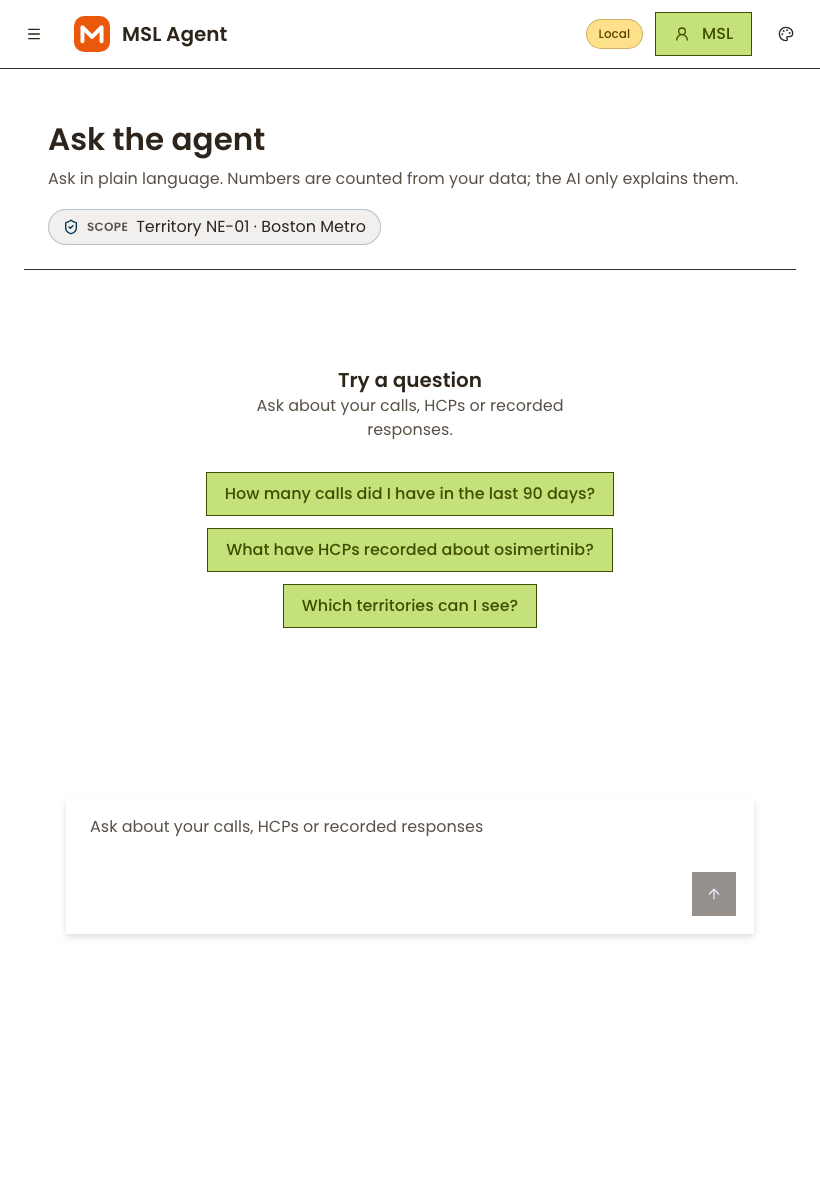 MSL Agent
Local
MSL
Ask the agent
Ask in plain language. Numbers are counted from your data; the AI only explains them.
SCOPE Territory NE-01 · Boston Metro
Try a question
Ask about your calls, HCPs or recorded
responses.
How many calls did I have in the last 90 days?
What have HCPs recorded about osimertinib?
Which territories can I see?
Ask about your calls, HCPs or recorded responses